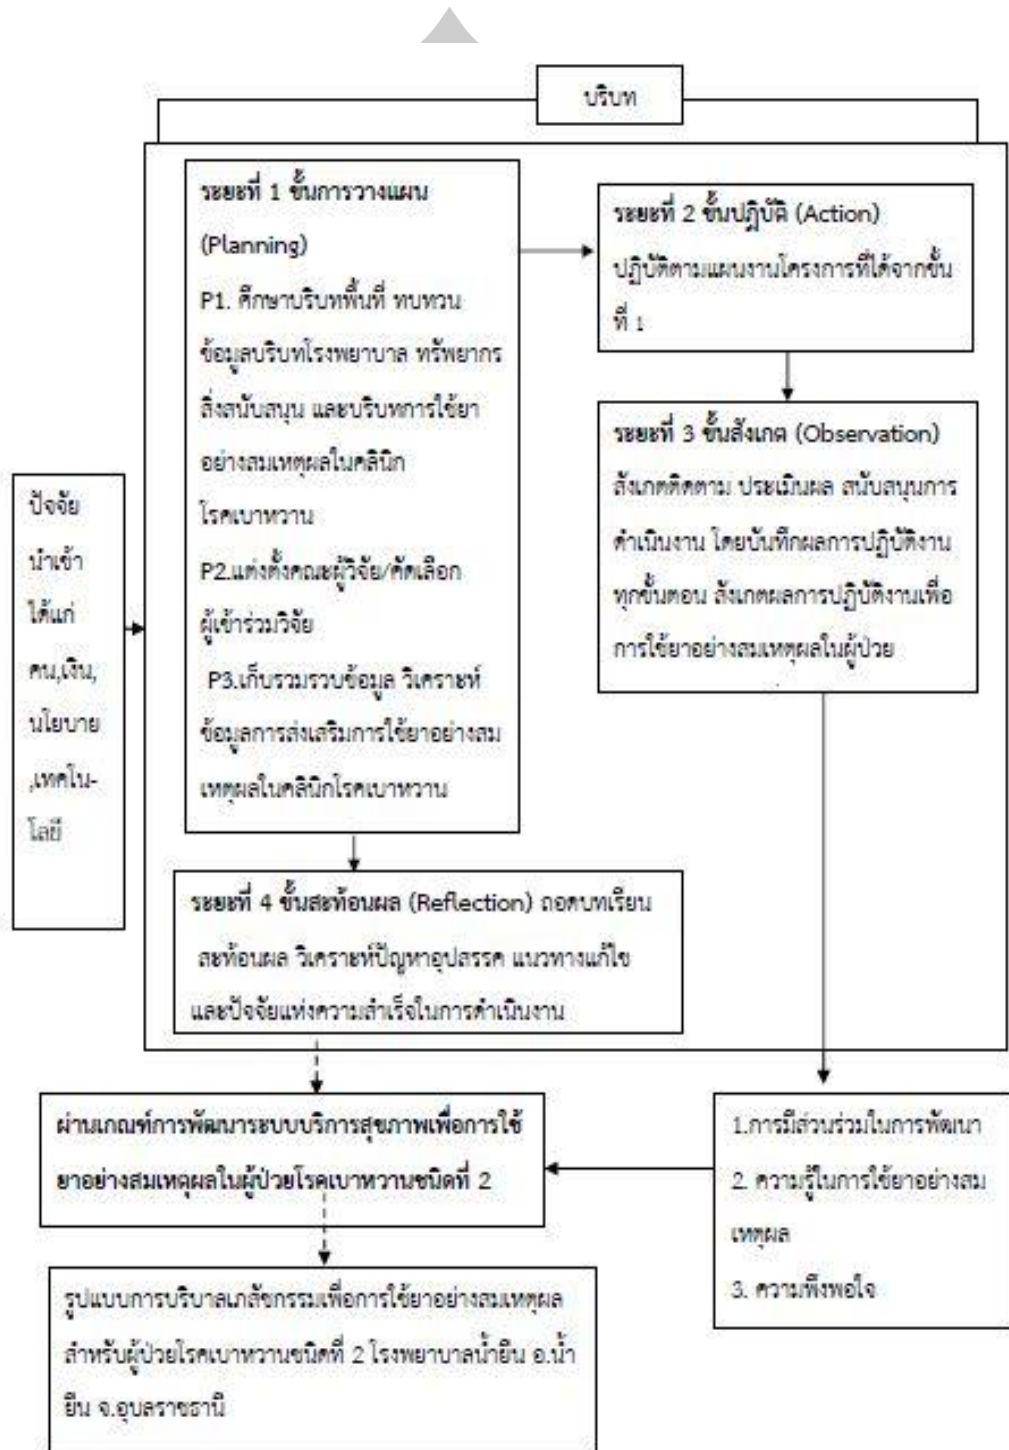 บริบท
ระยะที่ 1 ขั้นการวางแผน
(Planning)
P1. ศึกษาบริบทพื้นที่ ทบทวน
ข้อมูลบริบทโรงพยาบาล ทรัพยากร
สิ่งสนับสนุน และบริบทการใช้ยา
อย่างสมเหตุผลในคลินิก
โรคเบาหวาน
P2.แต่งตั้งคณะผู้วิจัย/คัดเลือก
ผู้เข้าร่วมวิจัย
P3.เก็บรวมรวบข้อมูล วิเคราะห์
ข้อมูลการส่งเสริมการใช้ยาอย่างสม
เหตุผลในคลินิกโรคเบาหวาน
ระยะที่ 2 ขั้นปฏิบัติ (Action)
ปฏิบัติตามแผนงานโครงการที่ได้จากขั้น
ที่ 1
ระยะที่ 3 ขั้นสังเกต (Observation)
สังเกตติดตาม ประเมินผล สนับสนุนการ
ดำเนินงาน โดยบันทึกผลการปฏิบัติงาน
ทุกขั้นตอน สังเกตผลการปฏิบัติงานเพื่อ
การใช้ยาอย่างสมเหตุผลในผู้ป่วย
ปัจจัย
นำเข้า
ได้แก่
คน,เงิน,
นโยบาย
,เทคโน-
โลยี
ระยะที่ 4 ขั้นสะท้อนผล (Reflection) ถอดบทเรียน
สะท้อนผล วิเคราะห์ปัญหาอุปสรรค แนวทางแก้ไข
และปัจจัยแห่งความสำเร็จในการดำเนินงาน
ผ่านเกณฑ์การพัฒนาระบบบริการสุขภาพเพื่อการใช้
ยาอย่างสมเหตุผลในผู้ป่วยโรคเบาหวานชนิดที่ 2
1.การมีส่วนร่วมในการพัฒนา
2. ความรู้ในการใช้ยาอย่างสม
เหตุผล
3. ความพึงพอใจ
รูปแบบการบริบาลเภสัชกรรมเพื่อการใช้ยาอย่างสมเหตุผล
สำหรับผู้ป่วยโรคเบาหวานชนิดที่ 2 โรงพยาบาลน้ำยืน อ.น้ำ
ยืน จ.อุบลราชธานี